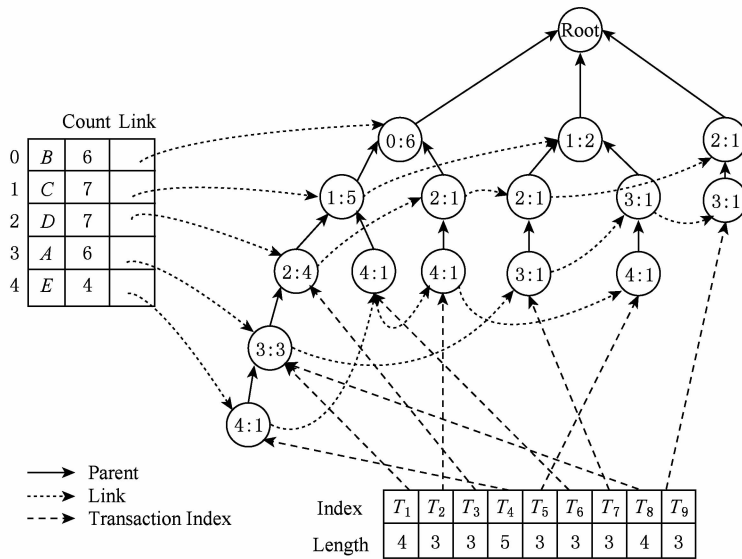 Root
Count Link
0 B 6
1 C 7
2 D 7
3 A 6
4 E 4
0:6
1:2
2:1
1:5
2:1
2:1
3:1
3:1
2:4
4:1
4:1
3:1
4:1
3:3
4:1
Parent
Link
Transaction Index
Index T1 T2 T3 T4 T5 T6 T7 T8 T9
Length 4 3 3 5 3 3 3 4 3